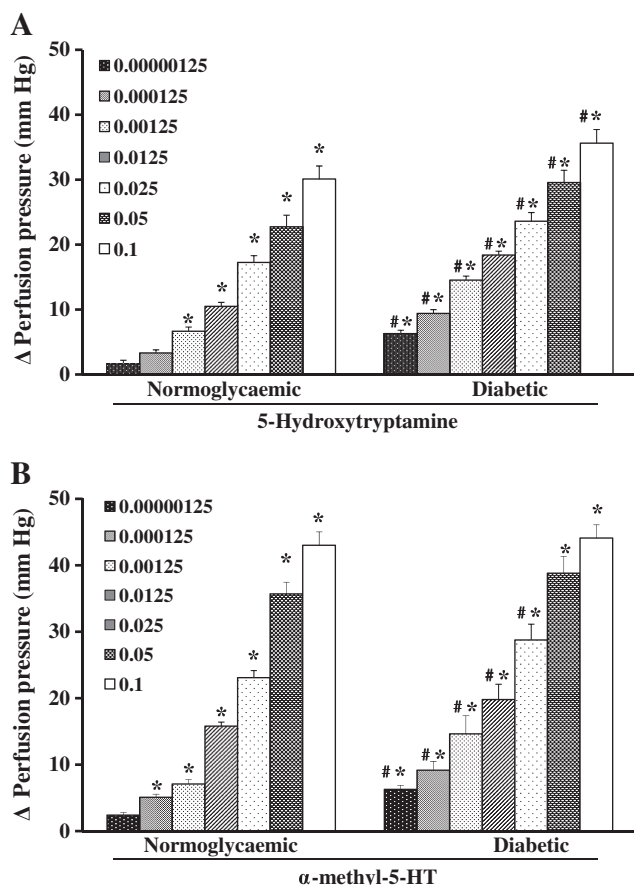 A
Δ Perfusion pressure (mm Hg)
50
40
30
20
10
0
0.00000125
0.000125
0.00125
0.0125
0.025
0.05
0.1
* * * * *
#* #* #* #* #* #* #*
Normoglycaemic Diabetic
5-Hydroxytryptamine
B
Δ Perfusion pressure (mm Hg)
50
40
30
20
10
0
0.00000125
0.000125
0.00125
0.0125
0.025
0.05
0.1
* * * * * *
#* #* #* #* #* * *
Normoglycaemic Diabetic
α-methyl-5-HT